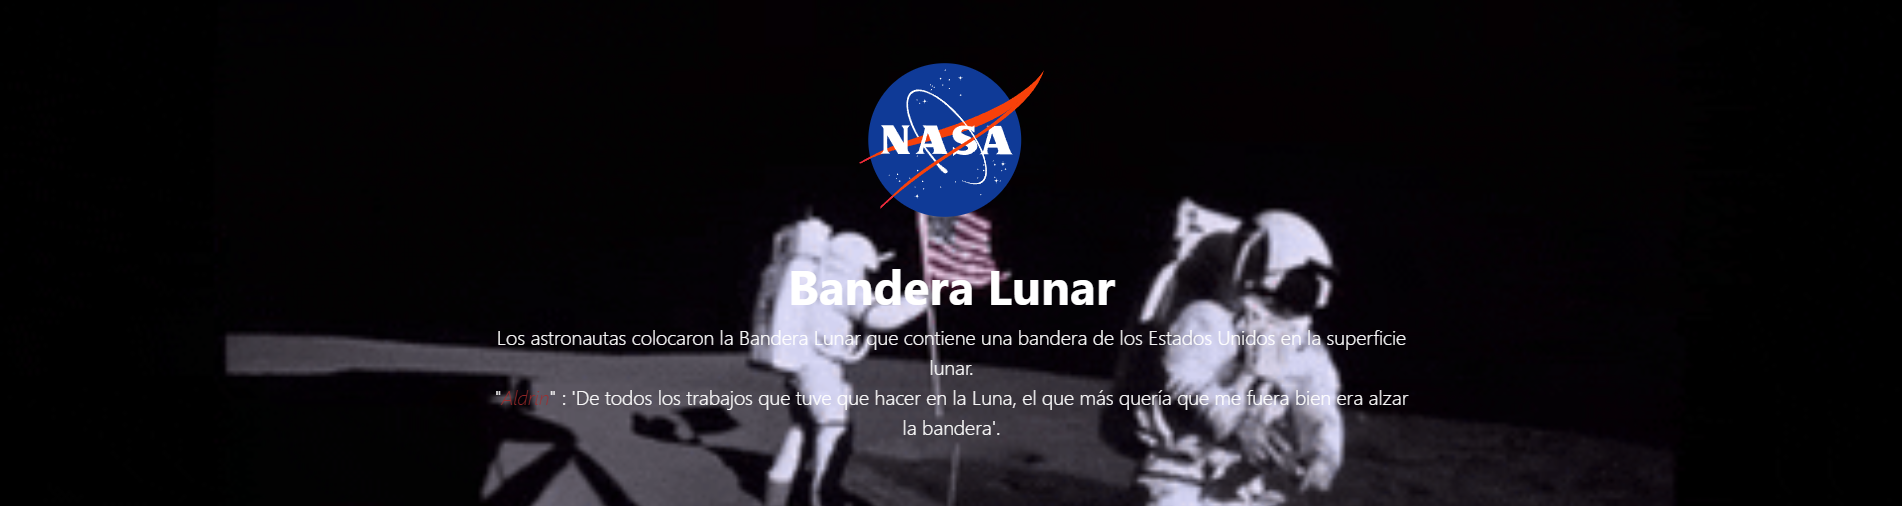 NASA
Bandera Lunar
Los astronautas colocaron la Bandera Lunar que contiene una bandera de los Estados Unidos en la superficie
lunar.
"Aldrin" : 'De todos los trabajos que tuve que hacer en la Luna, el que más quería que me fuera bien era alzar
la bandera'.